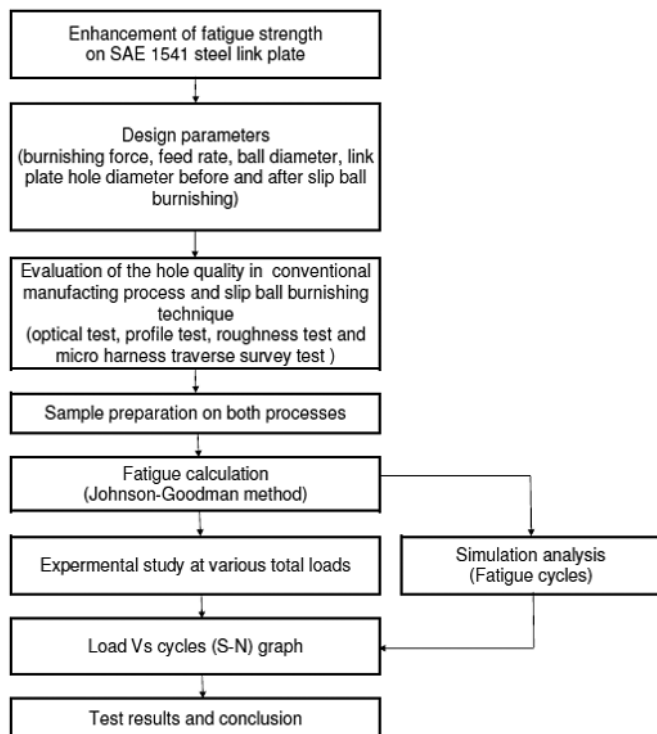 Enhancement of fatigue strength
on SAE 1541 steel link plate
Design parameters
(burnishing force, feed rate, ball diameter, link
plate hole diameter before and after slip ball
burnishing)
Evaluation of the hole quality in conventional
manufacting process and slip ball burnishing
technique
(optical test, profile test, roughness test and
micro harness traverse survey test )
Sample preparation on both processes
Fatigue calculation
(Johnson-Goodman method)
Expermental study at various total loads
Simulation analysis
(Fatigue cycles)
Load Vs cycles (S-N) graph
Test results and conclusion